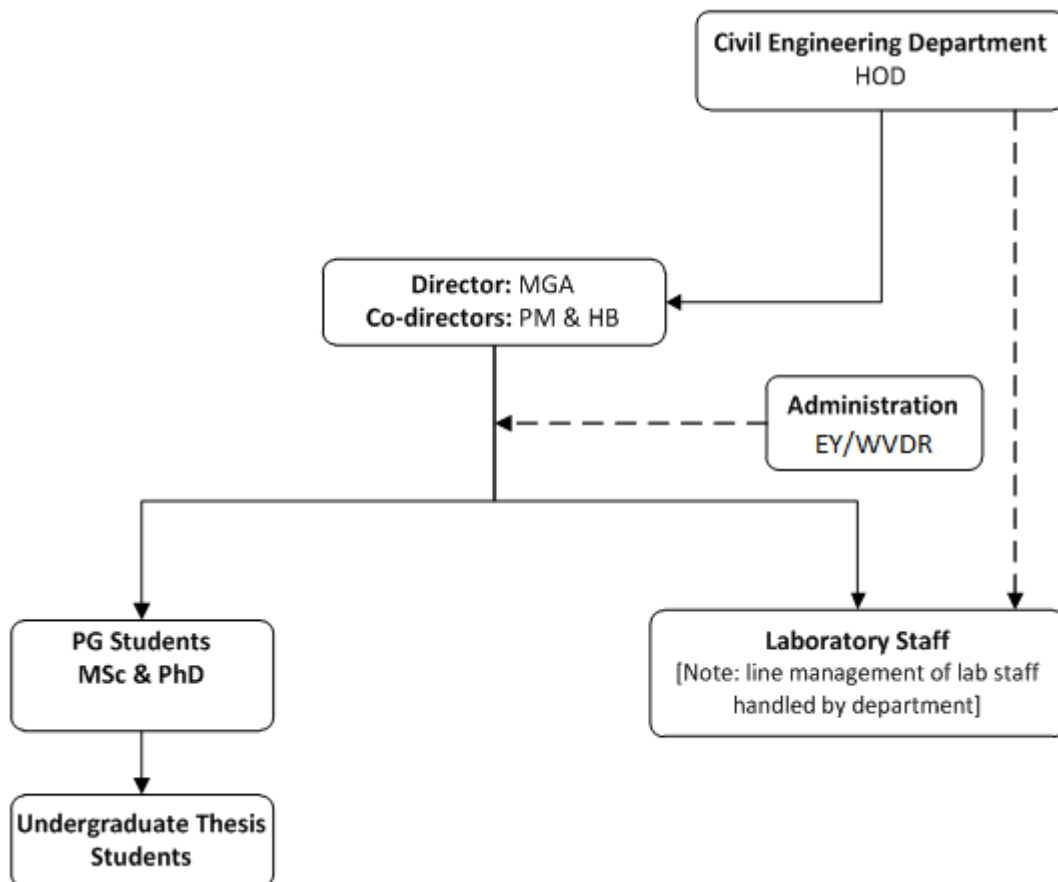 Civil Engineering Department
HOD
Director: MGA
Co-directors: PM & HB
Administration
EY/WVDR
PG Students
MSc & PhD
Laboratory Staff
[Note: line management of lab staff
handled by department]
Undergraduate Thesis
Students